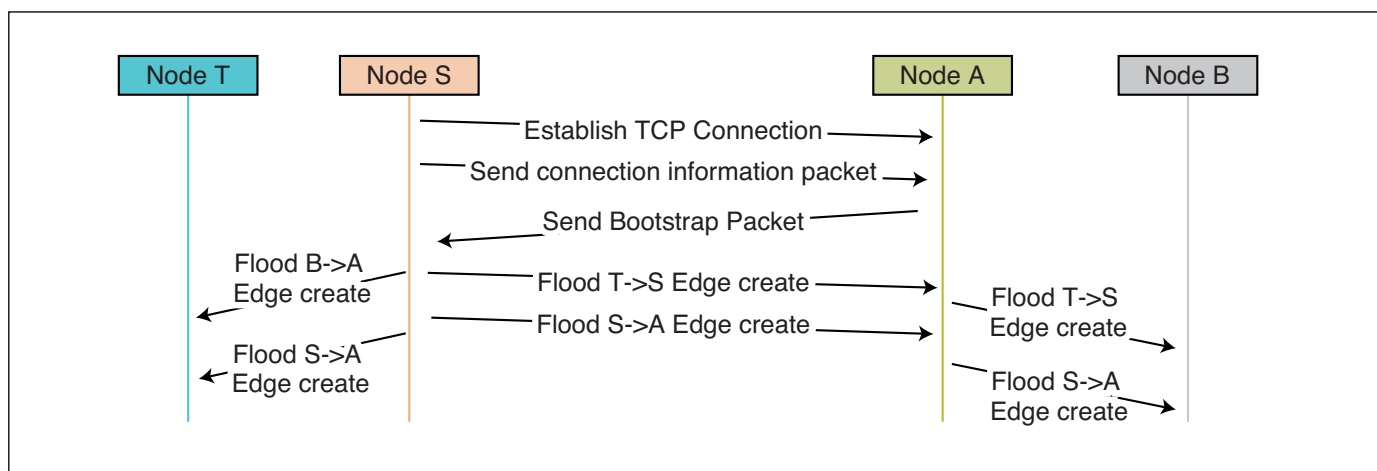 Node T
Node S
Node A
Node B
Establish TCP Connection
Send connection information packet
Send Bootstrap Packet
Flood B->A
Edge create
Flood T->S Edge create
Flood T->S
Edge create
Flood S->A Edge create
Flood S->A
Edge create
Flood S->A
Edge create